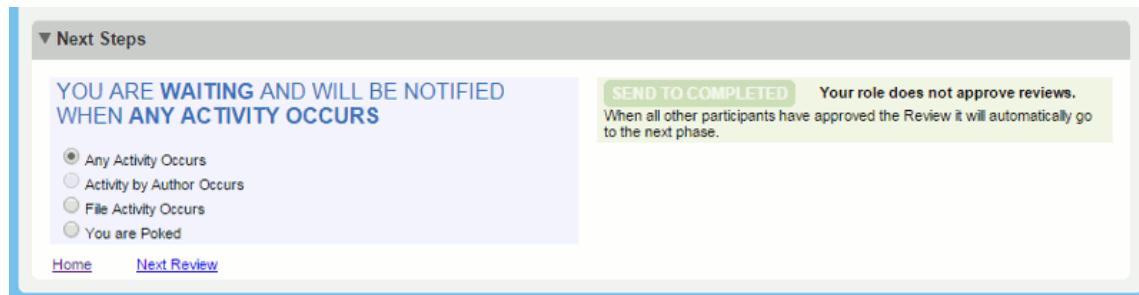 Next Steps
YOU ARE WAITING AND WILL BE NOTIFIED
WHEN ANY ACTIVITY OCCURS
Any Activity Occurs
Activity by Author Occurs
File Activity Occurs
You are Poked
Home Next Review
SEND TO COMPLETED Your role does not approve reviews.
When all other participants have approved the Review it will automatically go
to the next phase.